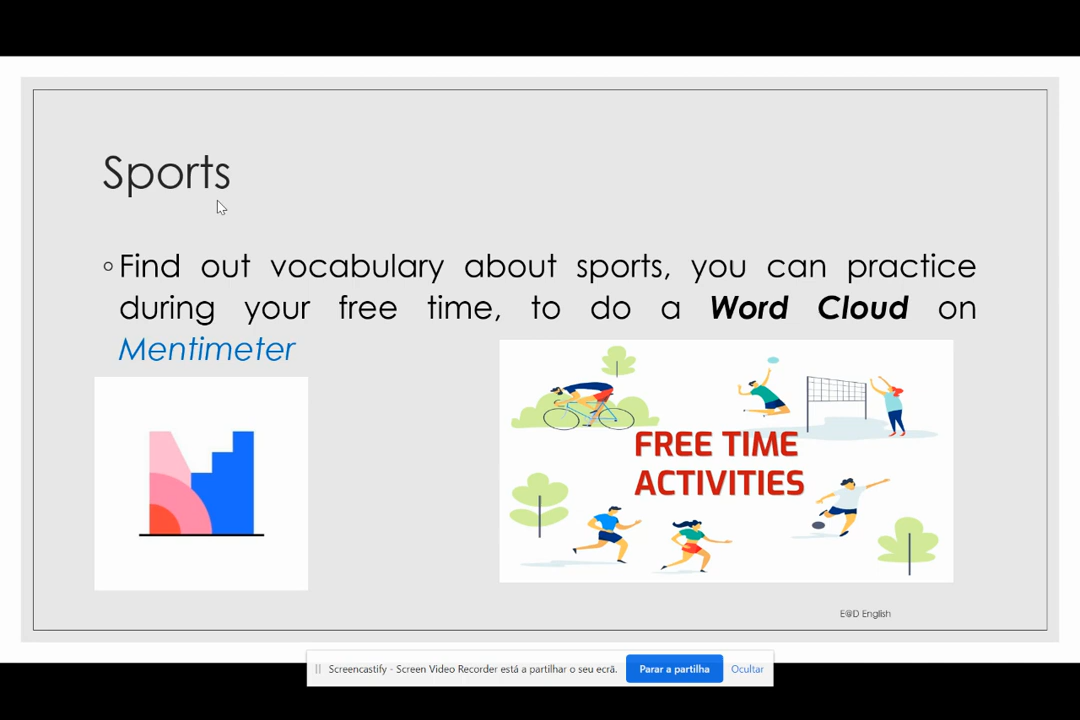 Sports
Find out vocabulary about sports, you can practice
during your free time, to do a Word Cloud on
Mentimeter
FREE TIME
ACTIVITIES
E@D English
Screencastify - Screen Video Recorder está a partilhar o seu ecrã. Parar a partilha Ocultar